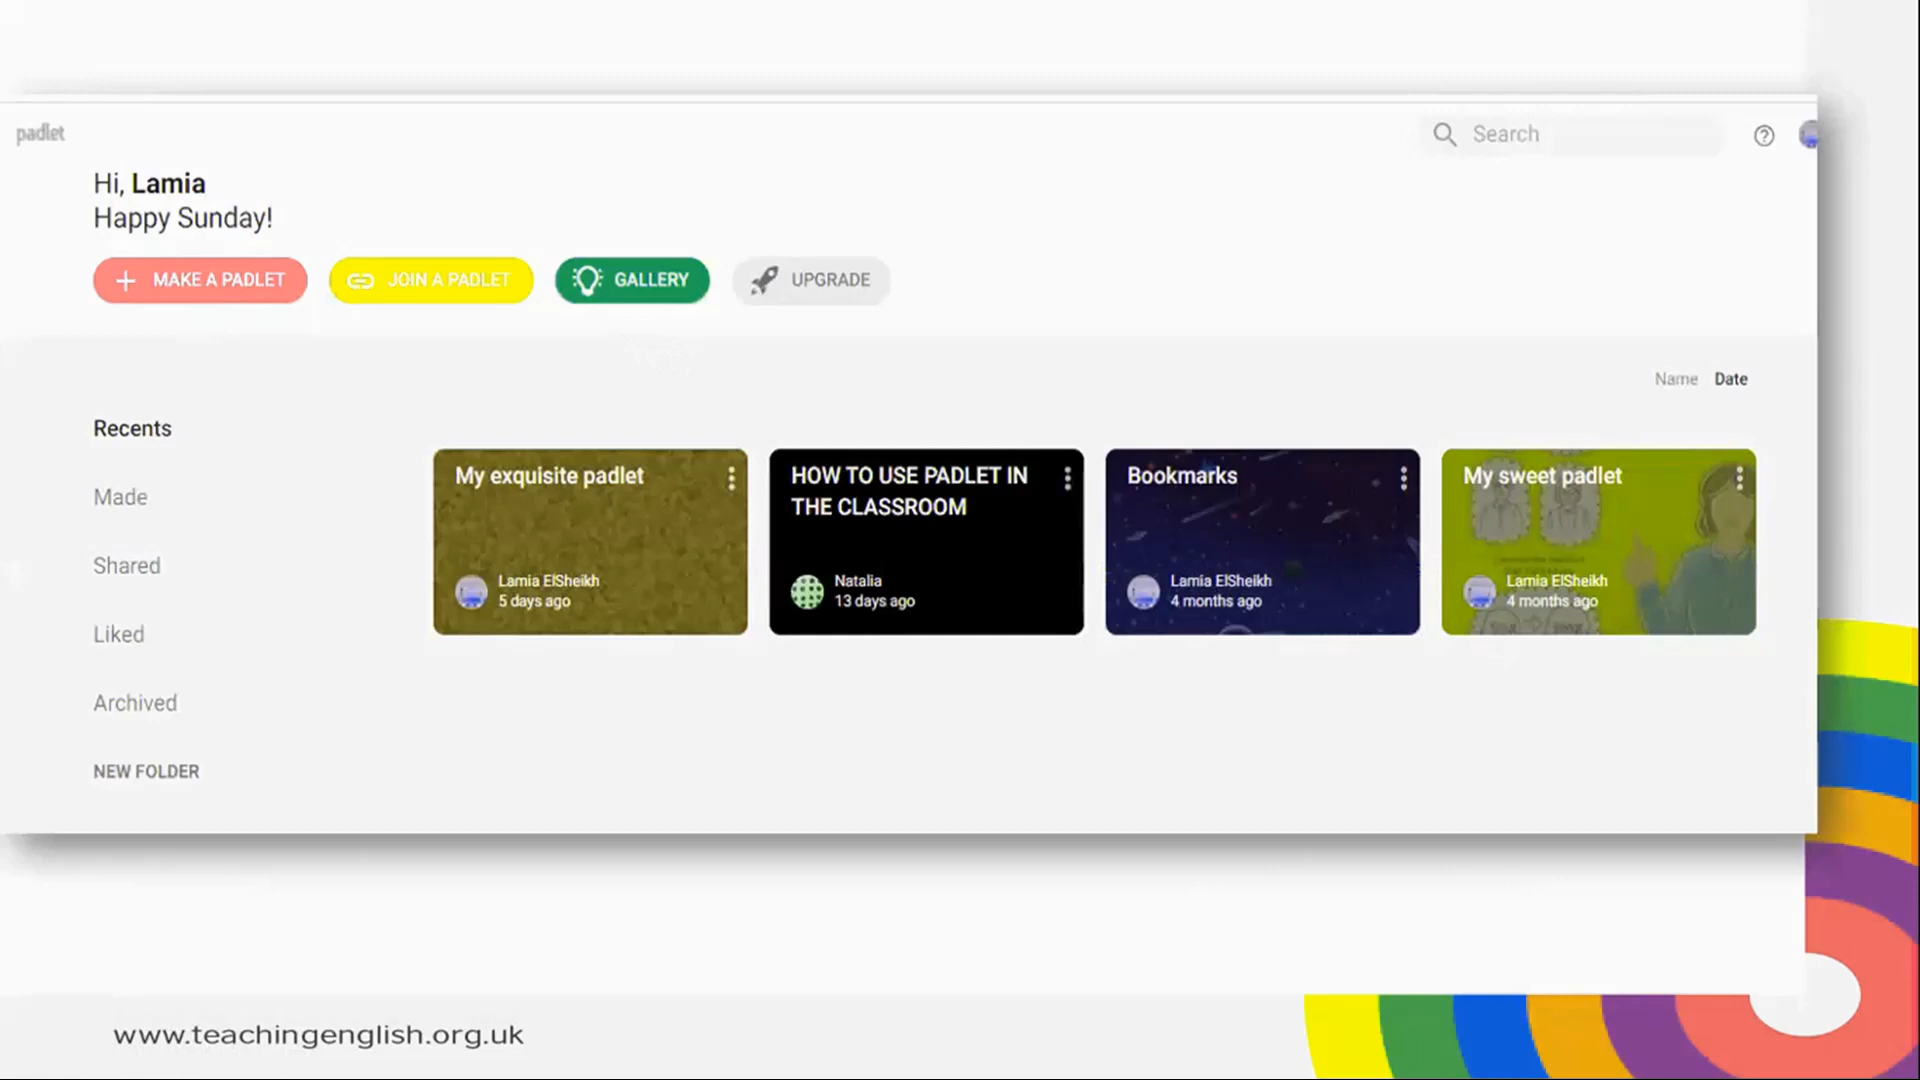 padlet
Search
Hi, Lamia
Happy Sunday!
MAKE A PADLET
JOIN A PADLET
GALLERY
UPGRADE
Name Date
Recents
Made
Shared
Liked
Archived
NEW FOLDER
My exquisite padlet
Lamia ElSheikh
5 days ago
HOW TO USE PADLET IN
THE CLASSROOM
Natalia
13 days ago
Bookmarks
Lamia ElSheikh
4 months ago
My sweet padlet
Lamia ElSheikh
4 months ago
www.teachingenglish.org.uk